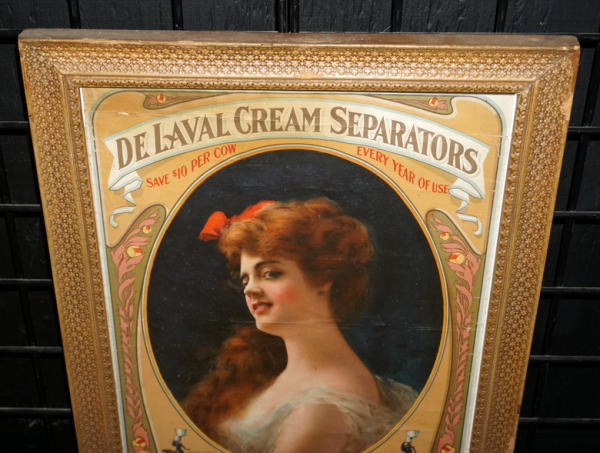 DE LAVAL CREAM SEPARATORS
SAVE $10 PER COW EVERY YEAR OF USE